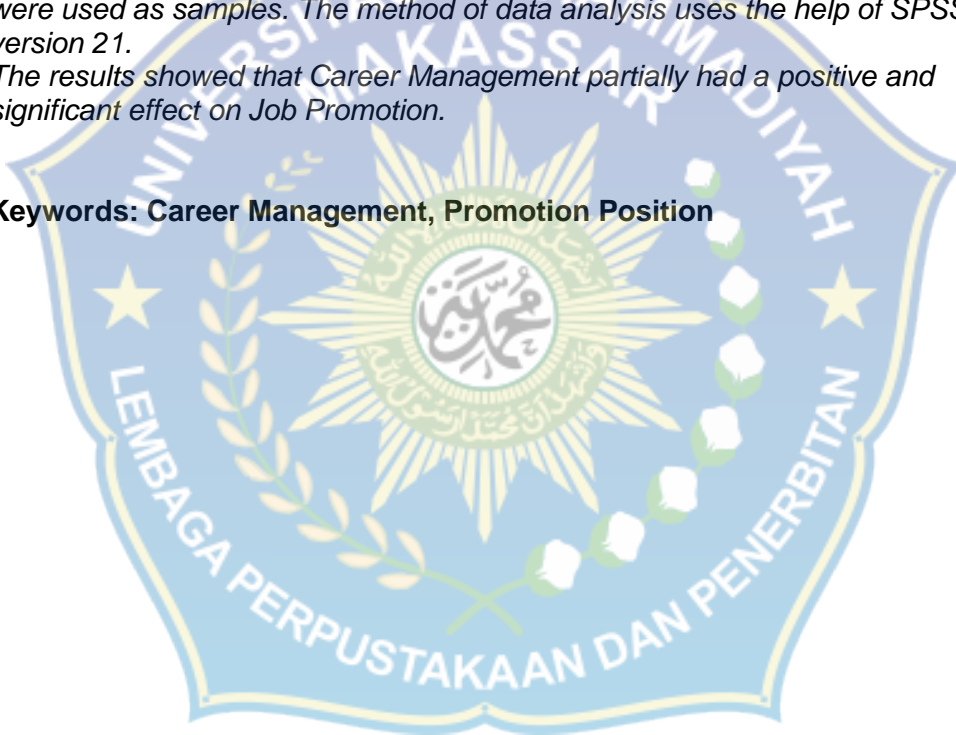 were used as samples. The method of data analysis uses the help of SPSS
version 21.
The results showed that Career Management partially had a positive and
significant effect on Job Promotion.
Keywords: Career Management, Promotion Position
MAKASSAR
LEMBAGA PERPUSTAKAAN DAN PENERBITAN
محمدية